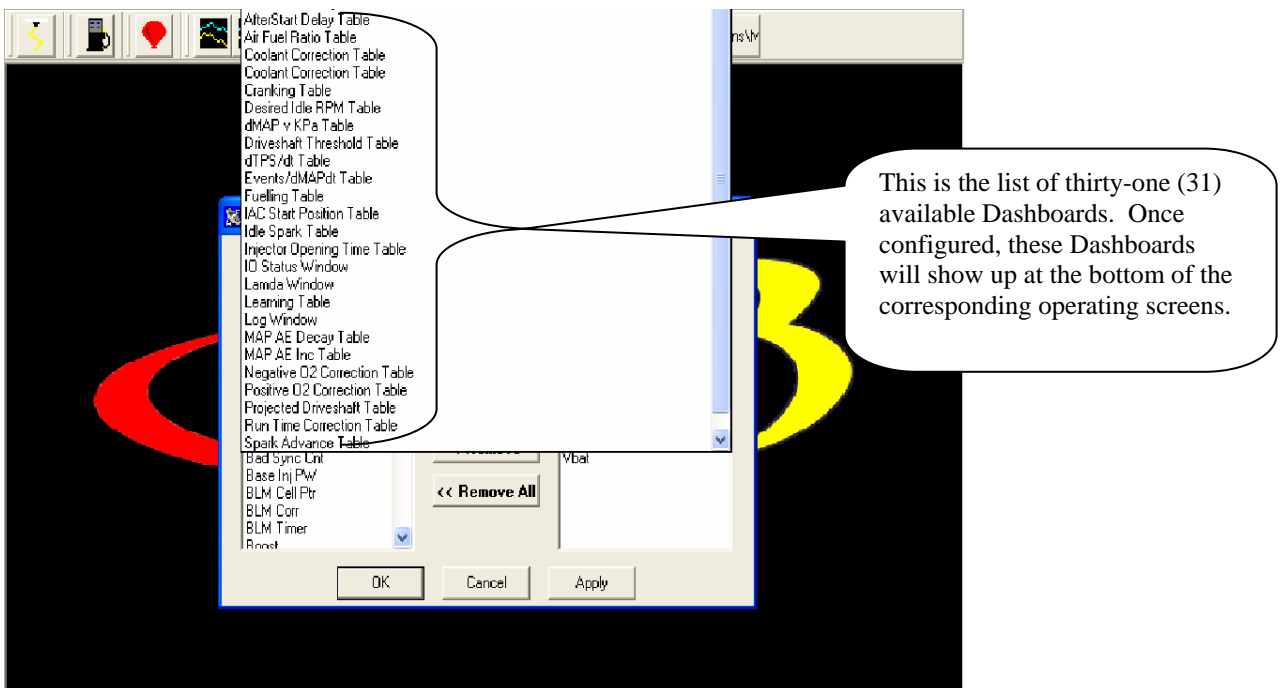 ns\Iv
AfterStart Delay Table
Air Fuel Ratio Table
Coolant Correction Table
Coolant Correction Table
Cranking Table
Desired Idle RPM Table
dMAP v KPa Table
Driveshaft Threshold Table
dTPS/dt Table
Events/dMAPdt Table
Fuelling Table
IAC Start Position Table
Idle Spark Table
Injector Opening Time Table
IO Status Window
Lamda Window
Learning Table
Log Window
MAP AE Decay Table
MAP AE Inc Table
Negative O2 Correction Table
Positive O2 Correction Table
Projected Driveshaft Table
Run Time Correction Table
Spark Advance Table
Bad Sync Cnt
Base Inj PW
BLM Cell Ptr
BLM Corr
BLM Timer
Boost
<< Remove All
Vbat
OK
Cancel
Apply
This is the list of thirty-one (31)
available Dashboards. Once
configured, these Dashboards
will show up at the bottom of the
corresponding operating screens.